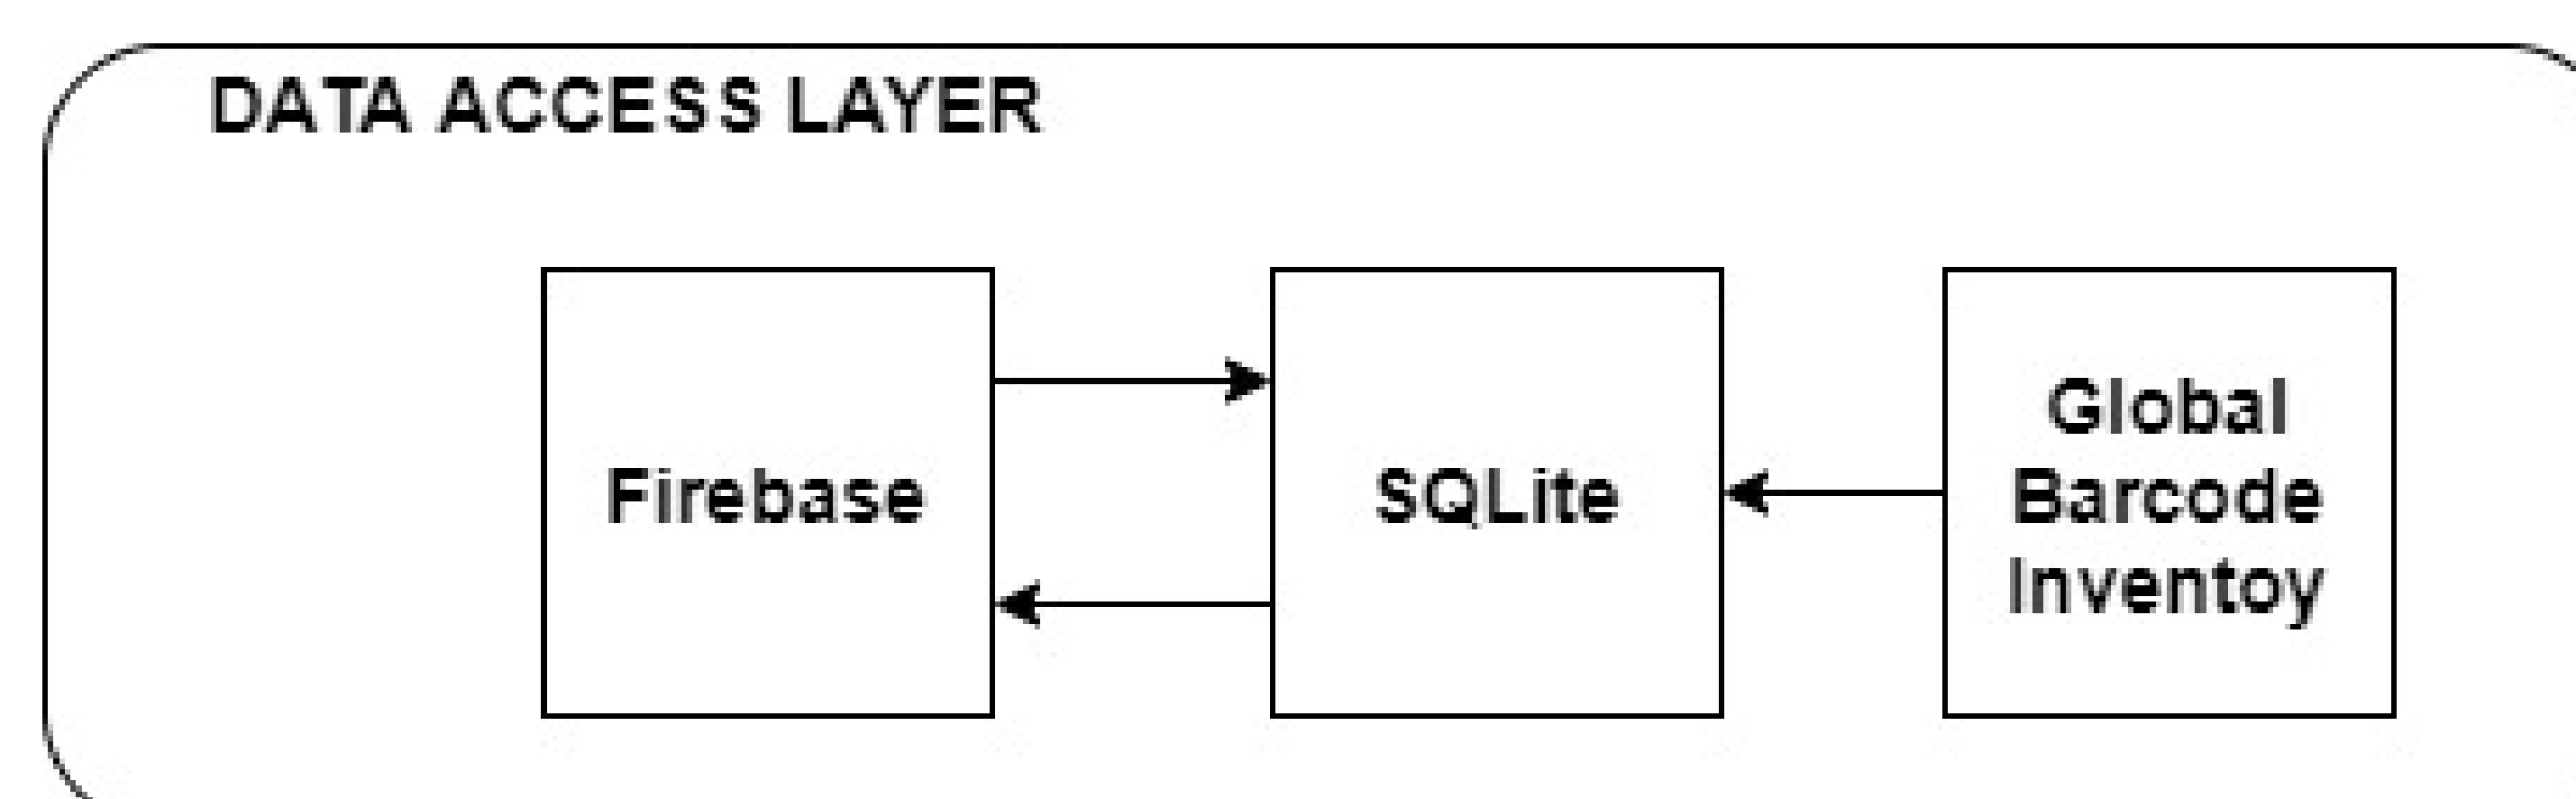 DATA ACCESS LAYER
Firebase
SQLite
Global
Barcode
Inventoy